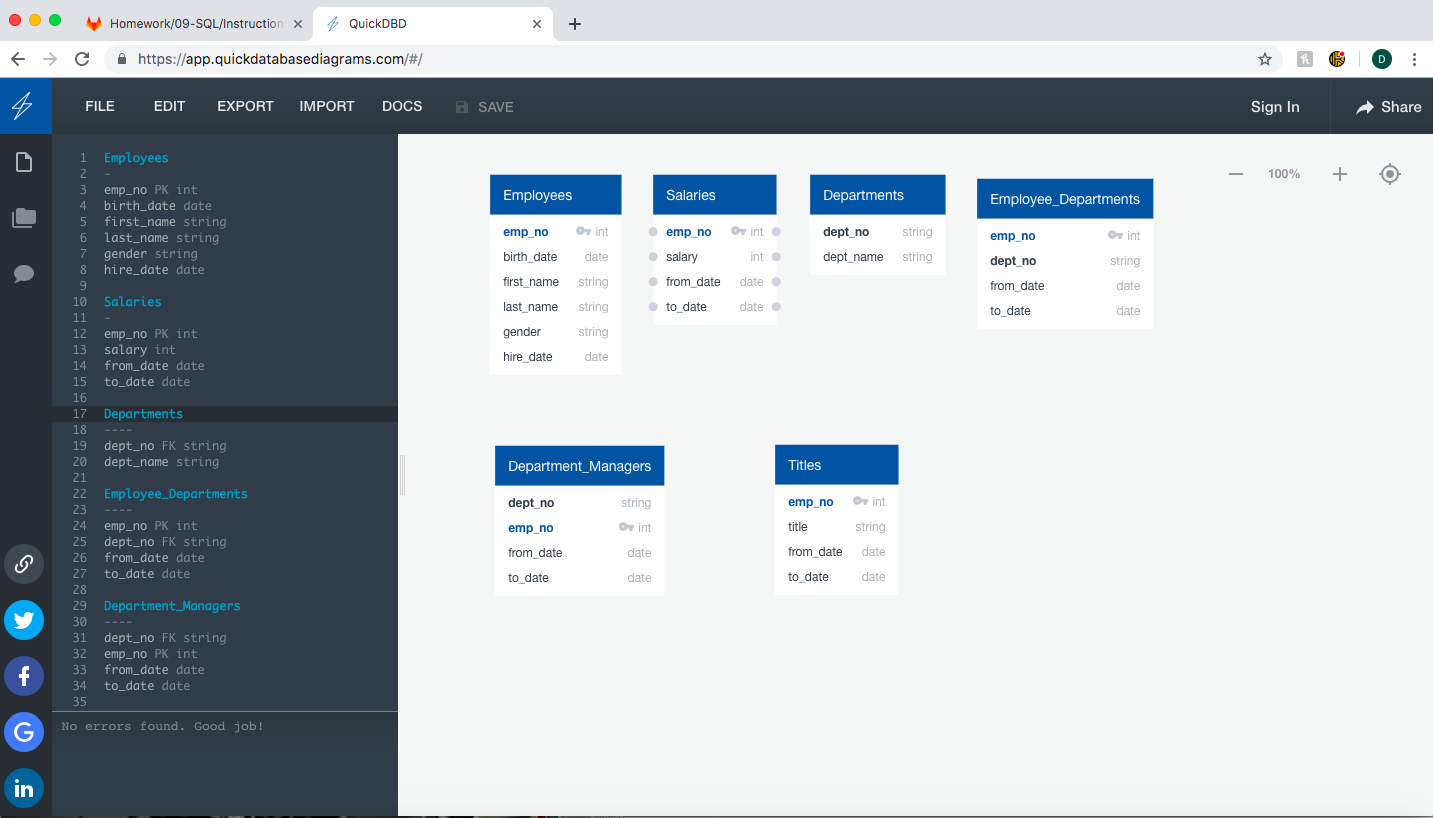 Homework/09-SQL/Instruction
QuickDBD
https://app.quickdatabasediagrams.com/#/
D
FILE EDIT EXPORT IMPORT DOCS SAVE
Sign In Share
1 Employees
2 -
3 emp_no PK int
4 birth_date date
5 first_name string
6 last_name string
7 gender string
8 hire_date date
9
10 Salaries
11 -
12 emp_no PK int
13 salary int
14 from_date date
15 to_date date
16
17 Departments
18 ----
19 dept_no FK string
20 dept_name string
21
22 Employee_Departments
23 ----
24 emp_no PK int
25 dept_no FK string
26 from_date date
27 to_date date
28
29 Department_Managers
30 ----
31 dept_no FK string
32 emp_no PK int
33 from_date date
34 to_date date
35
No errors found. Good job!
100%
Employees
emp_no int
birth_date date
first_name string
last_name string
gender string
hire_date date
Salaries
emp_no int
salary int
from_date date
to_date date
Departments
dept_no string
dept_name string
Employee_Departments
emp_no int
dept_no string
from_date date
to_date date
Department_Managers
dept_no string
emp_no int
from_date date
to_date date
Titles
emp_no int
title string
from_date date
to_date date